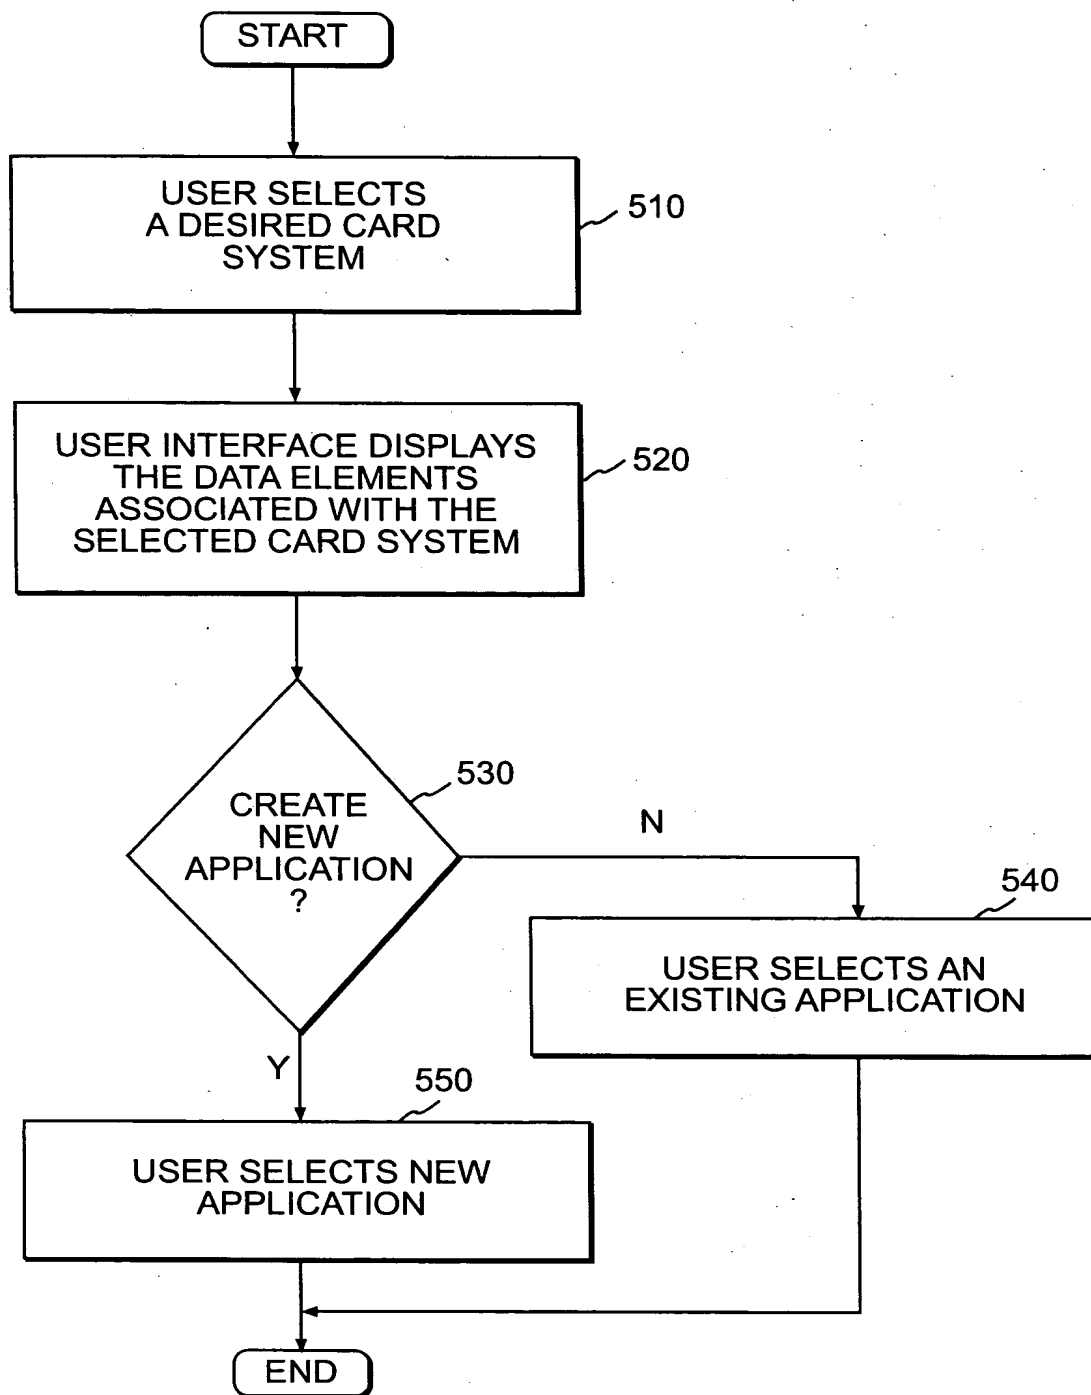 START
USER SELECTS
A DESIRED CARD
SYSTEM
510
USER INTERFACE DISPLAYS
THE DATA ELEMENTS
ASSOCIATED WITH THE
SELECTED CARD SYSTEM
520
530
CREATE
NEW
APPLICATION
?
N
540
USER SELECTS AN
EXISTING APPLICATION
Y
550
USER SELECTS NEW
APPLICATION
END